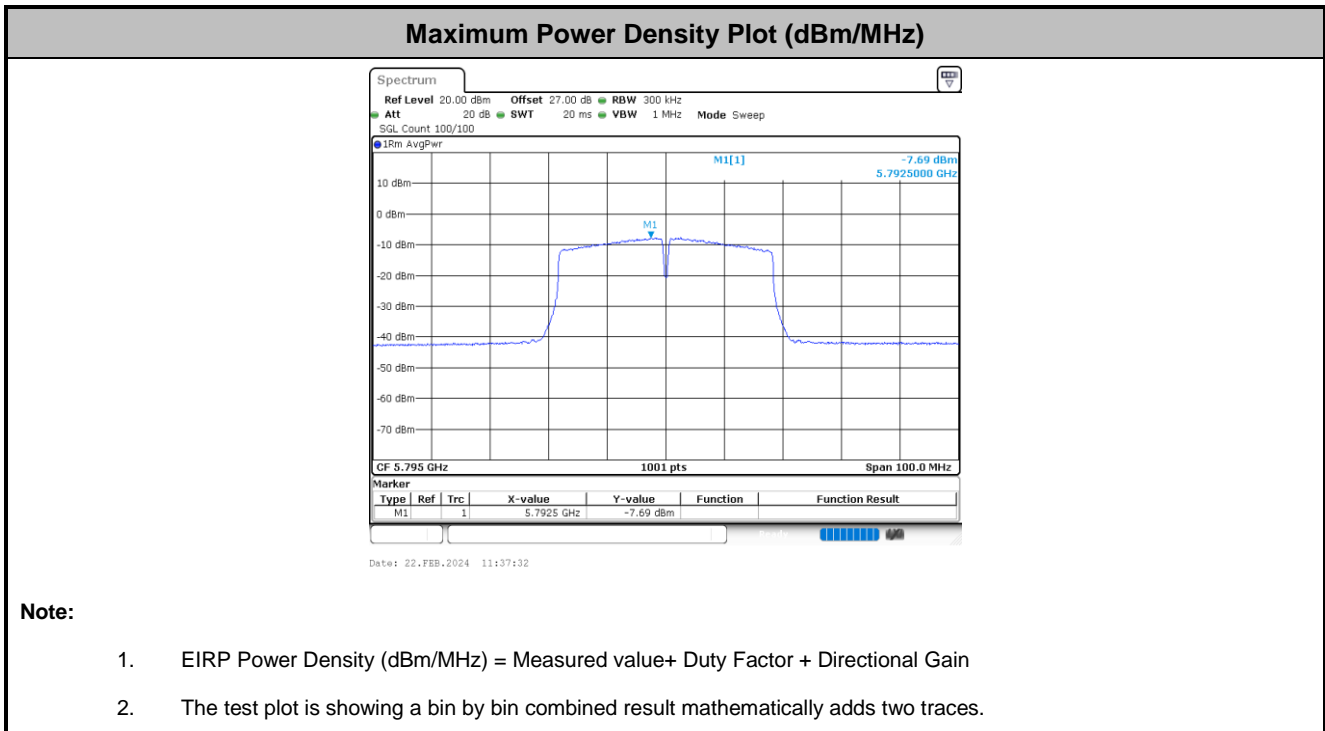 Maximum Power Density Plot (dBm/MHz)
Spectrum
Ref Level 20.00 dBm Offset 27.00 dB RBW 300 kHz
Att 20 dB SWT 20 ms VBW 1 MHz Mode Sweep
SGL Count 100/100
1Rm AvgPwr
M1[1] -7.69 dBm
5.7925000 GHz
10 dBm
0 dBm
M1
-10 dBm
-20 dBm
-30 dBm
-40 dBm
-50 dBm
-60 dBm
-70 dBm
CF 5.795 GHz 1001 pts Span 100.0 MHz
Marker
Type Ref Trc X-value Y-value Function Function Result
M1 1 5.7925 GHz -7.69 dBm
Date: 22.FEB.2024 11:37:32
Note:
1. EIRP Power Density (dBm/MHz) = Measured value+ Duty Factor + Directional Gain
2. The test plot is showing a bin by bin combined result mathematically adds two traces.